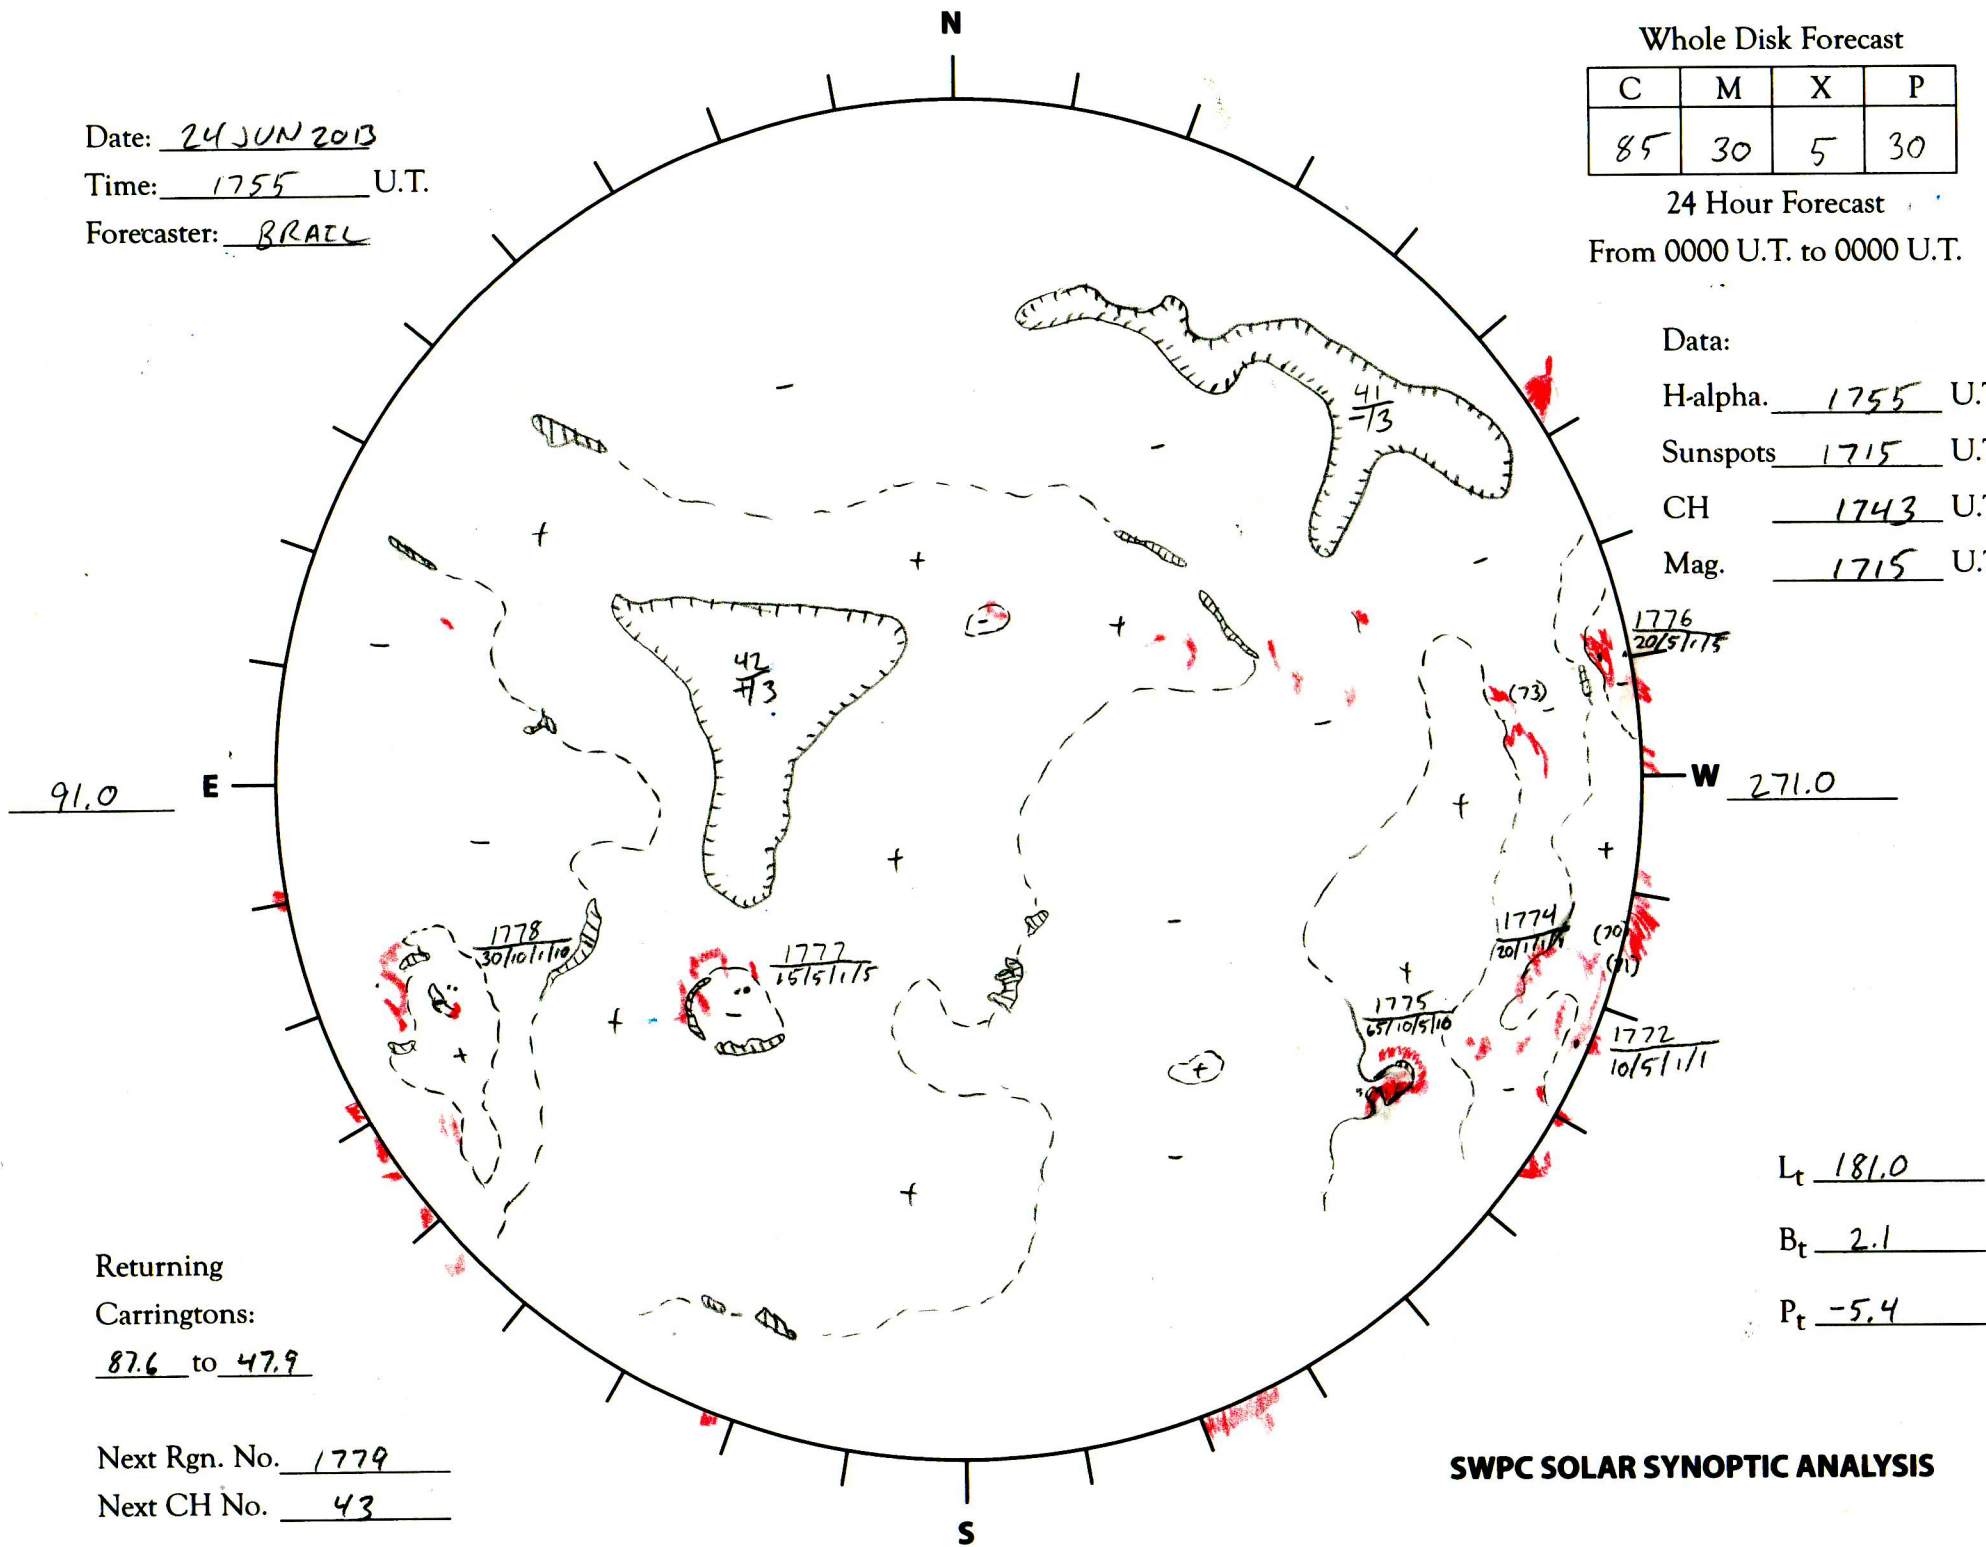 N
Whole Disk Forecast
C M X P
85 30 5 30
24 Hour Forecast
From 0000 U.T. to 0000 U.T.
Date: 24 JUN 2013
Time: 1755 U.T.
Forecaster: BRAIL
Data:
H-alpha. 1755 U.T
Sunspots 1715 U.T
CH 1743 U.T
Mag. 1715 U.T
41
-/3
42
+/3
1776
20/5/1/5
(73)
91.0 E
W 271.0
1778
30/10/1/10
1777
15/5/1/5
1774
(70)
(71)
1775
65/10/5/10
1772
10/5/1/1
Lt 181.0
Bt 2.1
Pt -5.4
Returning
Carringtons:
87.6 to 47.9
Next Rgn. No. 1779
Next CH No. 43
SWPC SOLAR SYNOPTIC ANALYSIS
S